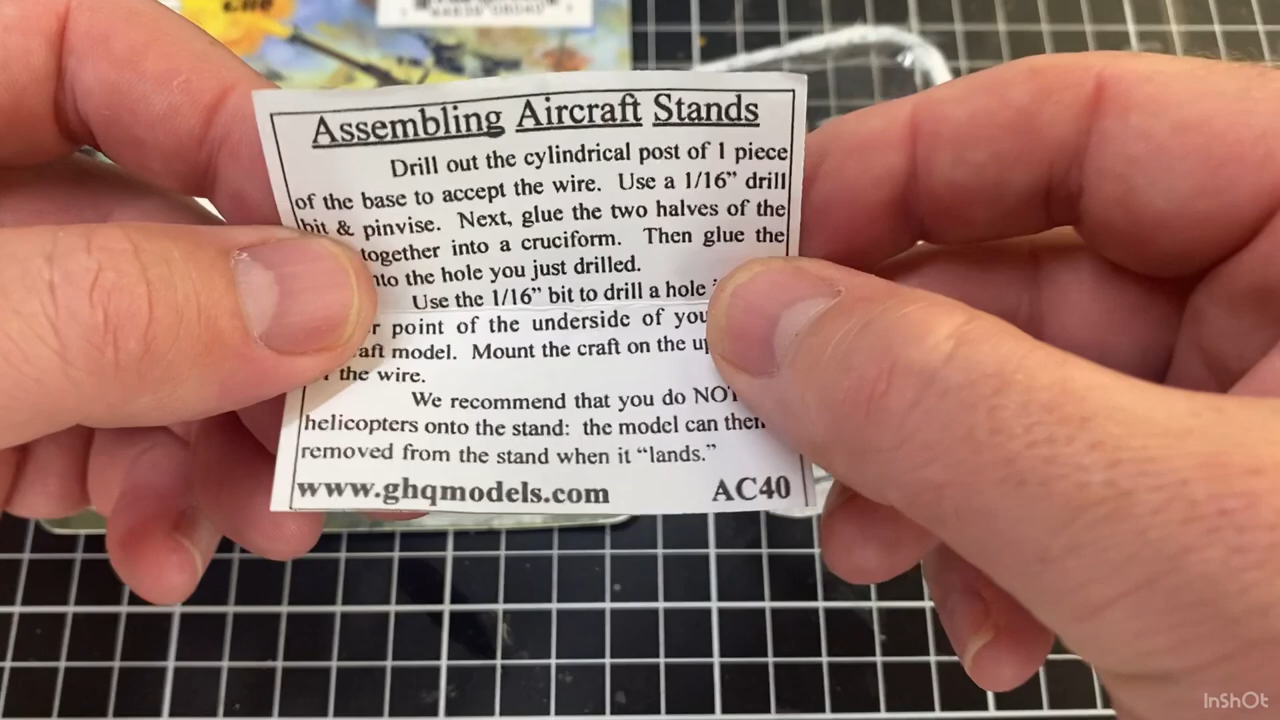 Assembling Aircraft Stands
Drill out the cylindrical post of 1 piece
of the base to accept the wire. Use a 1/16” drill
bit & pinvise. Next, glue the two halves of the
together into a cruciform. Then glue the
the hole you just drilled.
Use the 1/16” bit to drill a hole
point of the underside of
model. Mount the craft on the
the wire.
We recommend that you do NOT
helicopters onto the stand: the model can then
removed from the stand when it “lands.”
www.ghqmodels.com AC40
InShOt